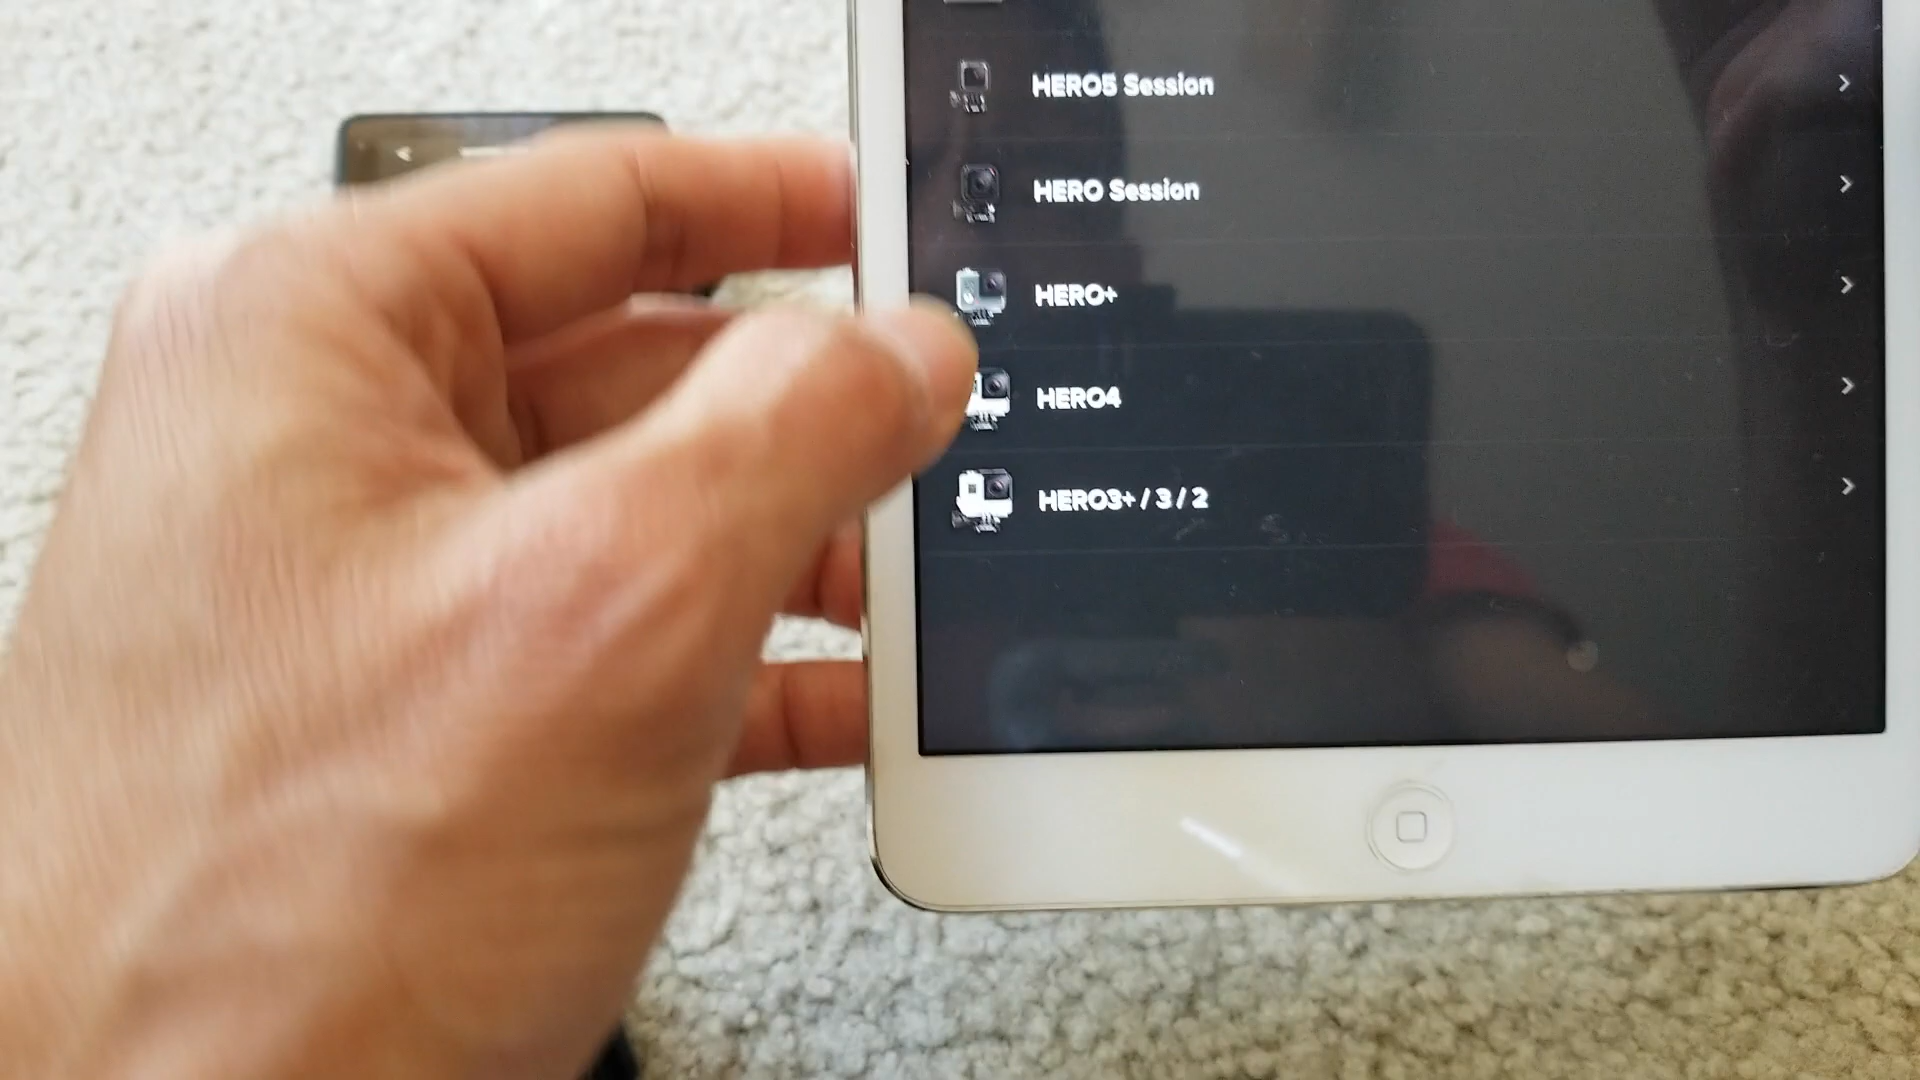 HERO5 Session
HERO Session
HERO+
HERO4
HERO3+ / 3 / 2